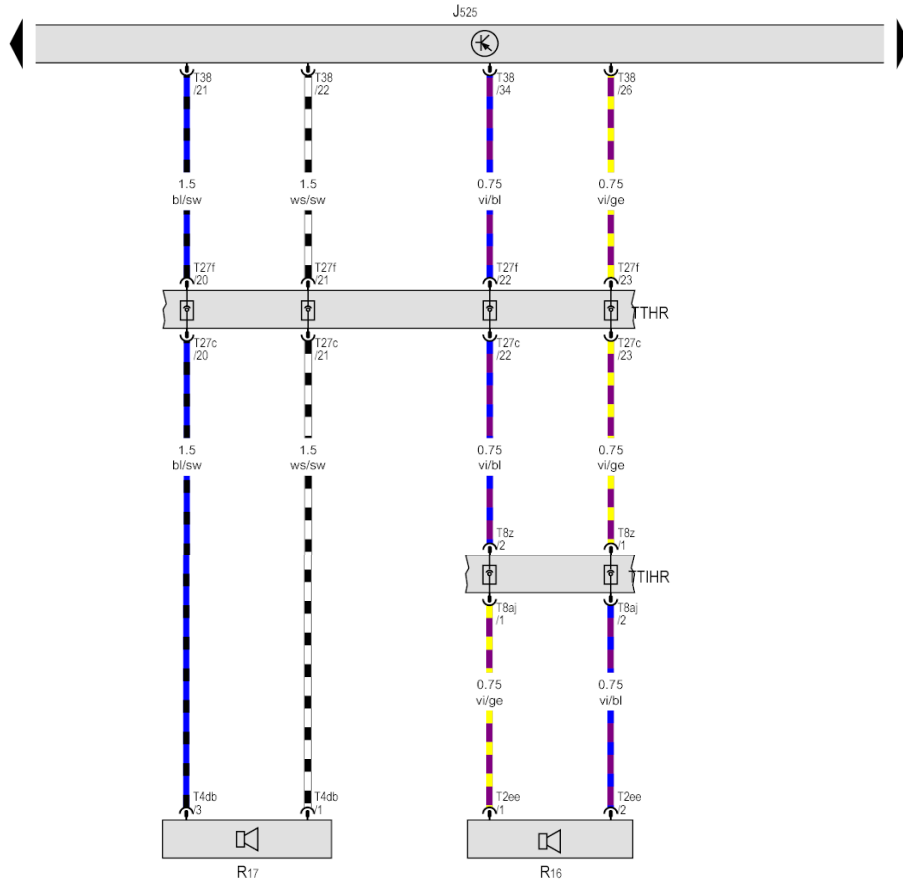 J525
T38 T38 T38 T38
/21 /22 /34 /26
1.5 1.5 0.75 0.75
bl/sw ws/sw vi/bl vi/ge
T27f T27f T27f T27f
/20 /21 /22 /23
TTHR
T27c T27c T27c T27c
/20 /21 /22 /23
1.5 1.5 0.75 0.75
bl/sw ws/sw vi/bl vi/ge
T8z T8z
/2 /1
TTIHR
T8aj T8aj
/1 /2
0.75 0.75
vi/ge vi/bl
T4db T4db T2ee T2ee
/3 /1 /1 /2
R17 R16